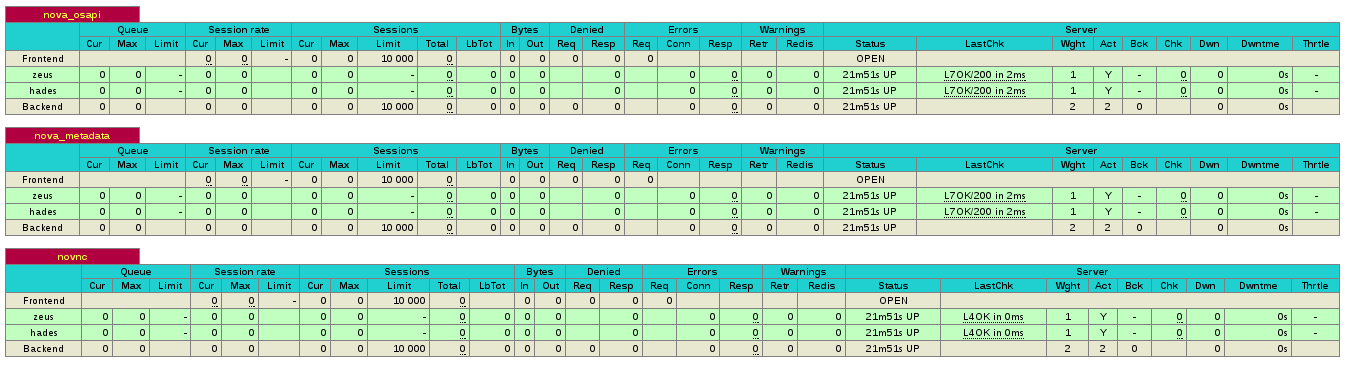 nova_osapi
Queue Session rate Sessions Bytes Denied Errors Warnings Server
Cur Max Limit Cur Max Limit Cur Max Limit Total LbTot In Out Req Resp Req Conn Resp Retr Redis Status LastChk Wght Act Bck Chk Dwn Dwntme Thrtle
Frontend 0 0 - 0 0 10 000 0 0 0 0 0 0 OPEN
zeus 0 0 - 0 0 0 0 - 0 0 0 0 0 0 0 0 0 21m51s UP L7OK/200 in 2ms 1 Y - 0 0 0s -
hades 0 0 - 0 0 0 0 - 0 0 0 0 0 0 0 0 0 21m51s UP L7OK/200 in 2ms 1 Y - 0 0 0s -
Backend 0 0 0 0 0 0 10 000 0 0 0 0 0 0 0 0 0 0 21m51s UP 2 2 0 0 0s
nova_metadata
Queue Session rate Sessions Bytes Denied Errors Warnings Server
Cur Max Limit Cur Max Limit Cur Max Limit Total LbTot In Out Req Resp Req Conn Resp Retr Redis Status LastChk Wght Act Bck Chk Dwn Dwntme Thrtle
Frontend 0 0 - 0 0 10 000 0 0 0 0 0 0 OPEN
zeus 0 0 - 0 0 0 0 - 0 0 0 0 0 0 0 0 0 21m51s UP L7OK/200 in 2ms 1 Y - 0 0 0s -
hades 0 0 - 0 0 0 0 - 0 0 0 0 0 0 0 0 0 21m51s UP L7OK/200 in 2ms 1 Y - 0 0 0s -
Backend 0 0 0 0 0 0 10 000 0 0 0 0 0 0 0 0 0 0 21m51s UP 2 2 0 0 0s
novnc
Queue Session rate Sessions Bytes Denied Errors Warnings Server
Cur Max Limit Cur Max Limit Cur Max Limit Total LbTot In Out Req Resp Req Conn Resp Retr Redis Status LastChk Wght Act Bck Chk Dwn Dwntme Thrtle
Frontend 0 0 - 0 0 10 000 0 0 0 0 0 0 OPEN
zeus 0 0 - 0 0 0 0 - 0 0 0 0 0 0 0 0 0 21m51s UP L4OK in 0ms 1 Y - 0 0 0s -
hades 0 0 - 0 0 0 0 - 0 0 0 0 0 0 0 0 0 21m51s UP L4OK in 0ms 1 Y - 0 0 0s -
Backend 0 0 0 0 0 0 10 000 0 0 0 0 0 0 0 0 0 0 21m51s UP 2 2 0 0 0s